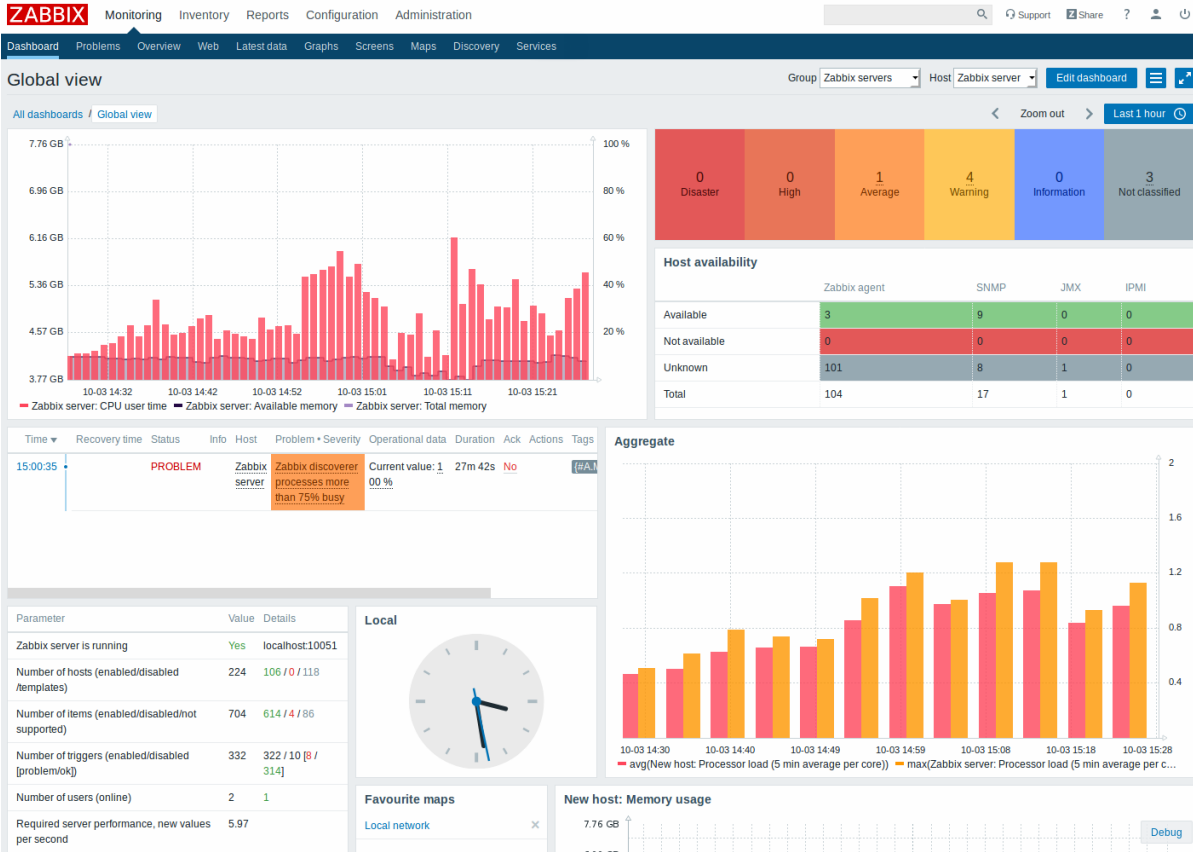 ZABBIX Monitoring Inventory Reports Configuration Administration Support Z Share ?
Dashboard Problems Overview Web Latest data Graphs Screens Maps Discovery Services
Global view Group Zabbix servers Host Zabbix server Edit dashboard
All dashboards / Global view Zoom out Last 1 hour
7.76 GB 100 %
6.96 GB 80 %
6.16 GB 60 %
5.36 GB 40 %
4.57 GB 20 %
3.77 GB
10-03 14:32 10-03 14:42 10-03 14:52 10-03 15:01 10-03 15:11 10-03 15:21
Zabbix server: CPU user time Zabbix server: Available memory Zabbix server: Total memory
0 0 1 4 0 3
Disaster High Average Warning Information Not classified
Host availability
Zabbix agent SNMP JMX IPMI
Available 3 9 0 0
Not available 0 0 0 0
Unknown 101 8 1 0
Total 104 17 1 0
Time Recovery time Status Info Host Problem • Severity Operational data Duration Ack Actions Tags
15:00:35 PROBLEM Zabbix Zabbix discoverer Current value: 1 27m 42s No
server processes more 00 %
than 75% busy
Aggregate
2
1.6
1.2
0.8
0.4
10-03 14:30 10-03 14:40 10-03 14:49 10-03 14:59 10-03 15:08 10-03 15:18 10-03 15:28
avg(New host: Processor load (5 min average per core)) max(Zabbix server: Processor load (5 min average per c...
Parameter Value Details
Zabbix server is running Yes localhost:10051
Number of hosts (enabled/disabled 224 106 / 0 / 118
/templates)
Number of items (enabled/disabled/not 704 614 / 4 / 86
supported)
Number of triggers (enabled/disabled 332 322 / 10 [8 /
[problem/ok]) 314]
Number of users (online) 2 1
Required server performance, new values 5.97
per second
Local
Favourite maps
Local network
New host: Memory usage
7.76 GB
Debug